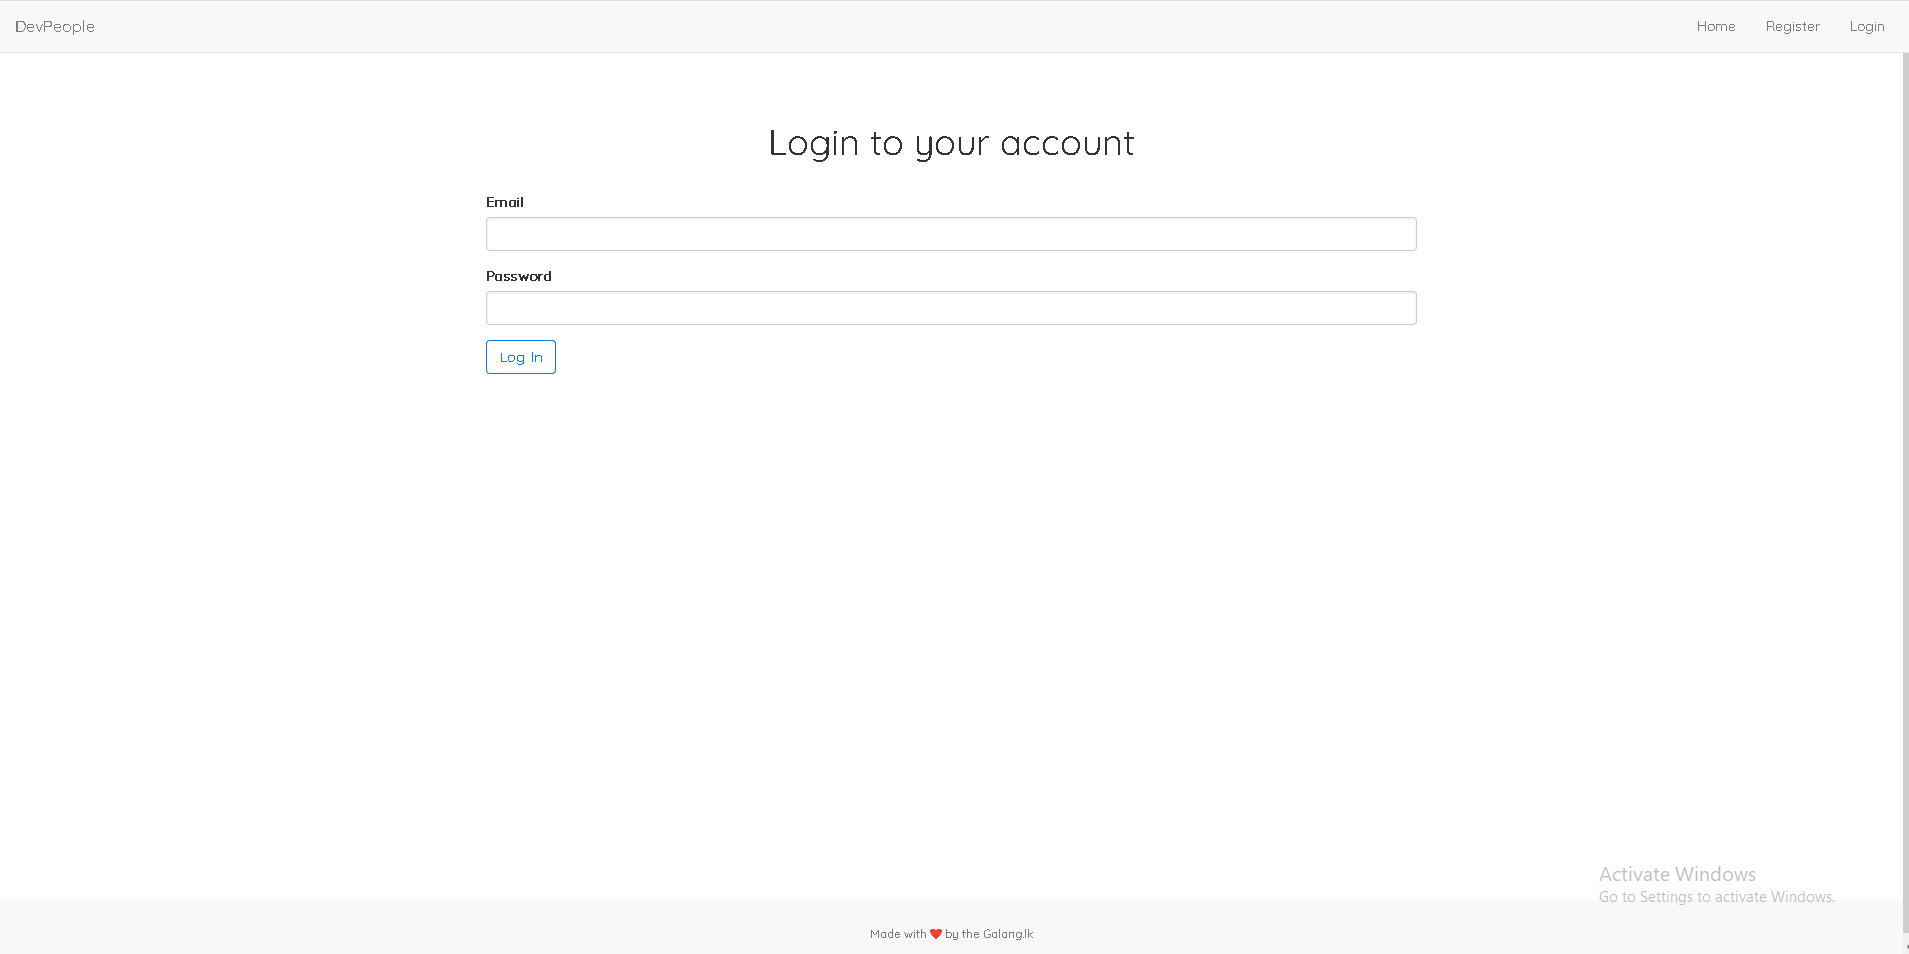 DevPeople
Home
Register
Login
Login to your account
Email
Password
Log In
Activate Windows
Go to Settings to activate Windows.
Made with ❤ by the Galang.lk